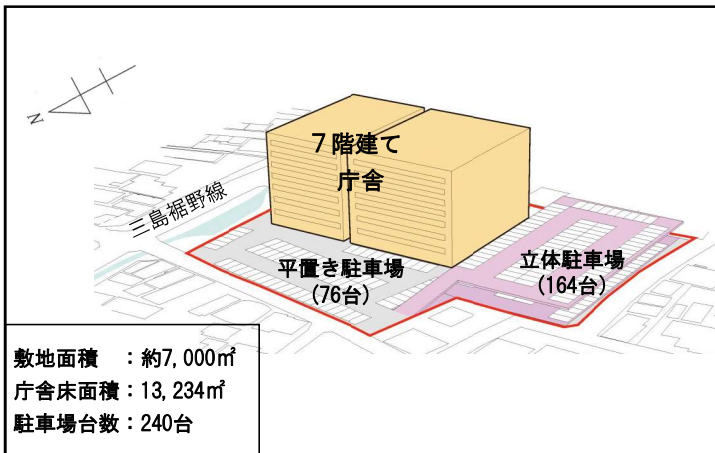 N
7階建て
庁舎
三島裾野線
平置き駐車場
(76台)
立体駐車場
(164台)
敷地面積 :約7,000㎡
庁舎床面積:13,234㎡
駐車場台数:240台